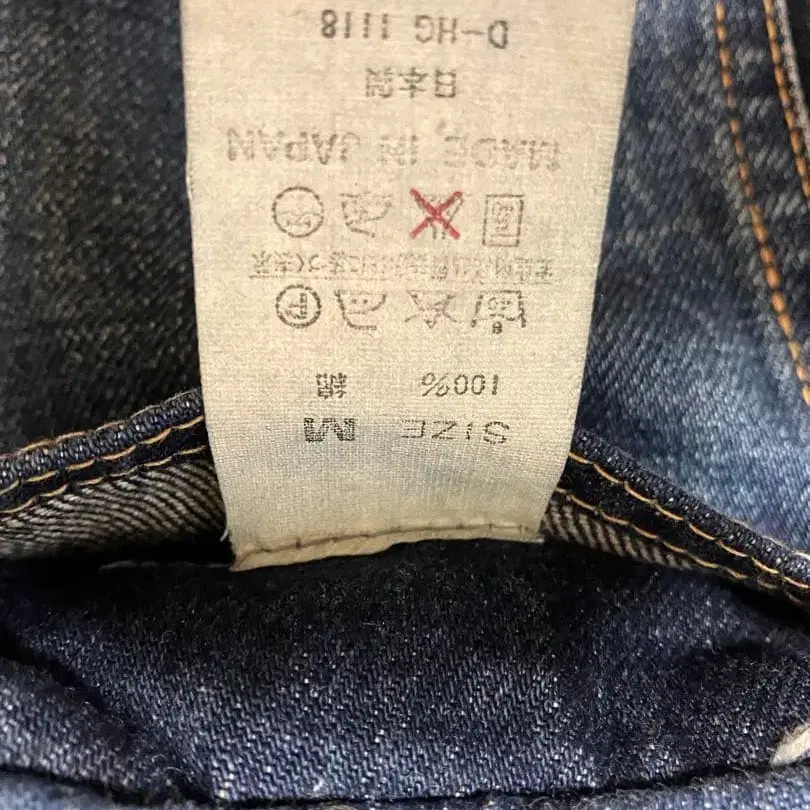 SIZE M
100% 綿
P
MADE IN JAPAN
日本製
D-HG 1118